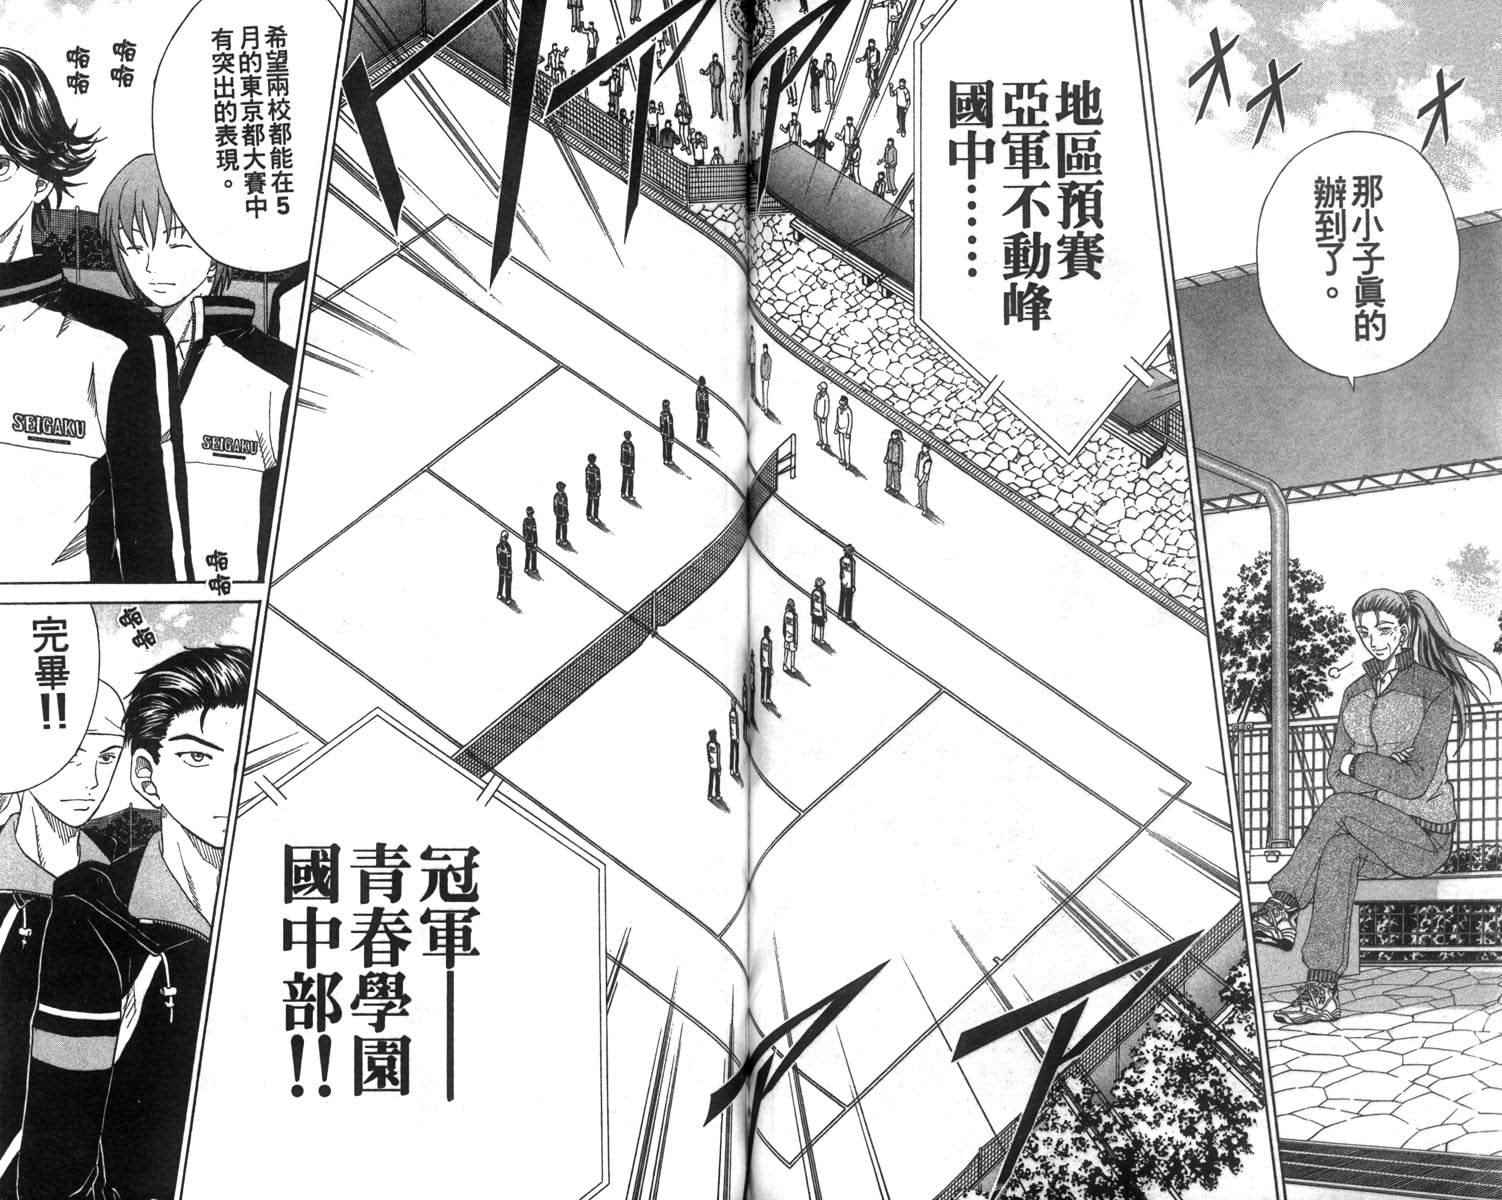 那小子真的
辦到了。
地區預賽
亞軍不動峰
國中……
冠軍——
青春學園
國中部!!
希望兩校都能在5
月的東京都大賽中
有突出的表現。
啪啪
啪啪
SEIGAKU
SEIGAKU
啪啪
完畢!!
啪啪